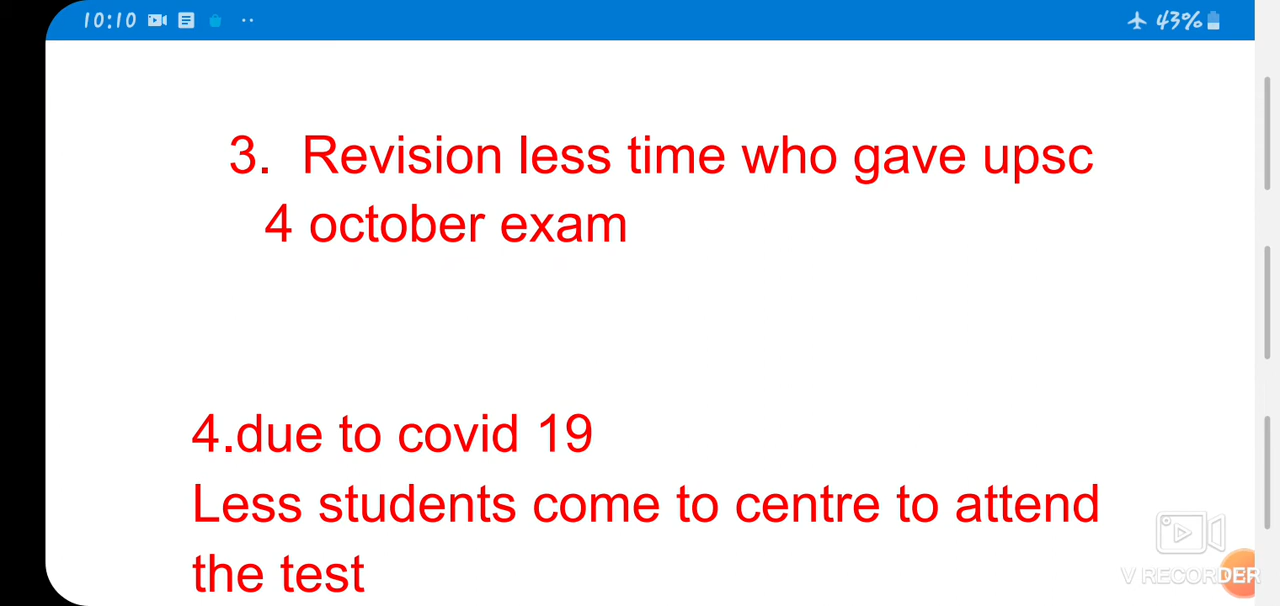 10:10 43%
3. Revision less time who gave upsc
4 october exam
4.due to covid 19
Less students come to centre to attend
the test
V RECORDER